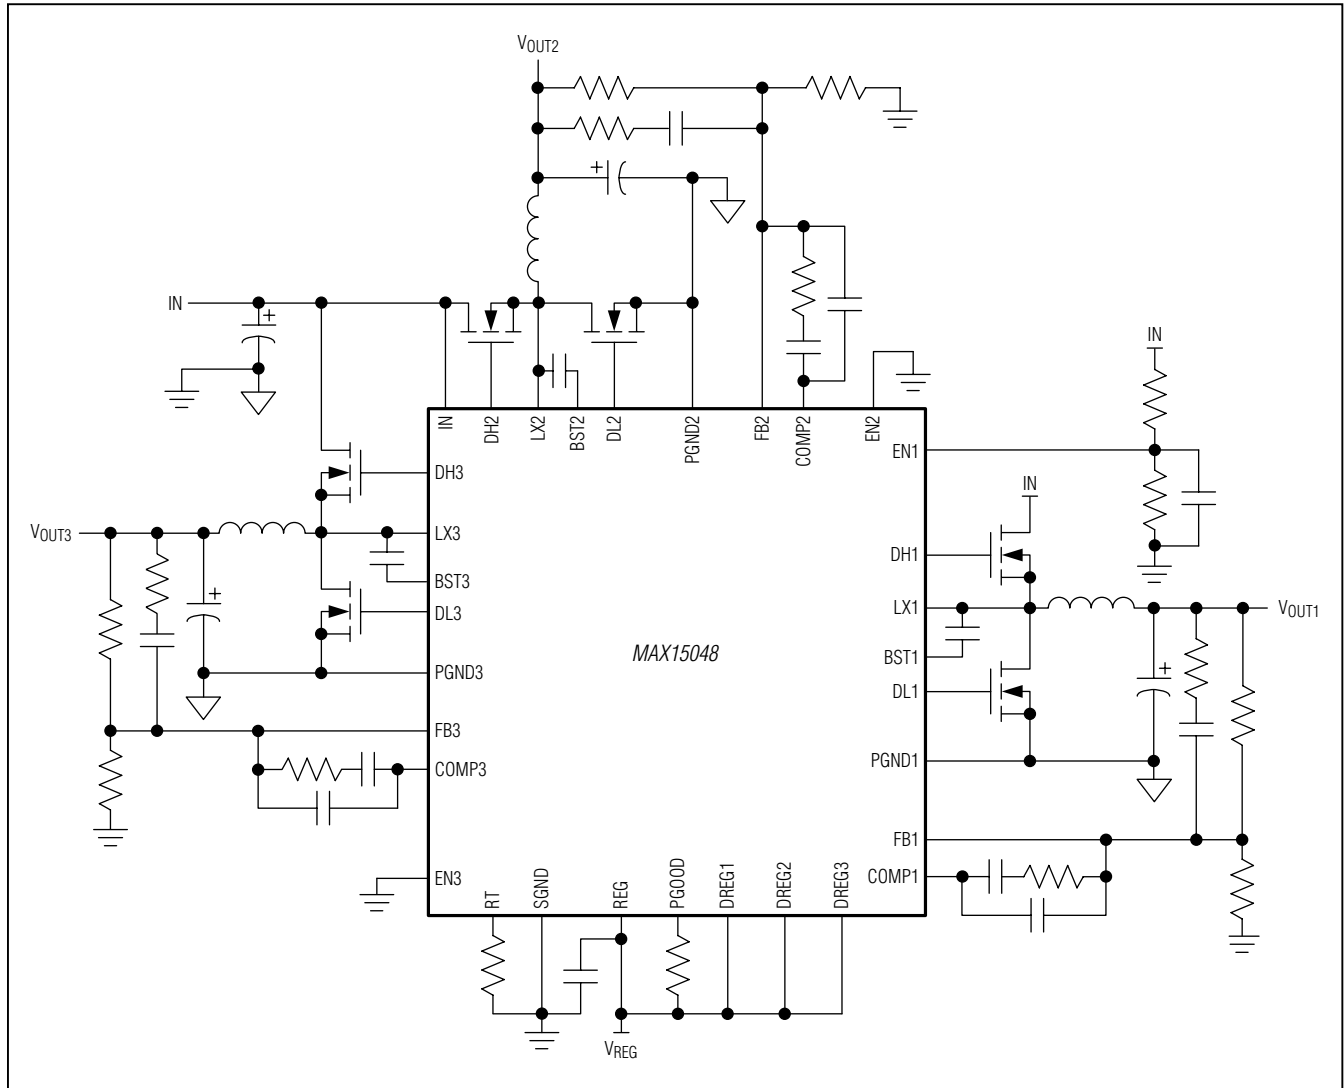 VOUT2
+
IN
+
IN
DH2
LX2
BST2
DL2
PGND2
FB2
COMP2
EN2
IN
EN1
DH3
IN
VOUT3
LX3
DH1
BST3
LX1
VOUT1
+
DL3
MAX15048
BST1
+
PGND3
DL1
FB3
PGND1
COMP3
FB1
COMP1
EN3
RT
SGND
REG
PGOOD
DREG1
DREG2
DREG3
VREG